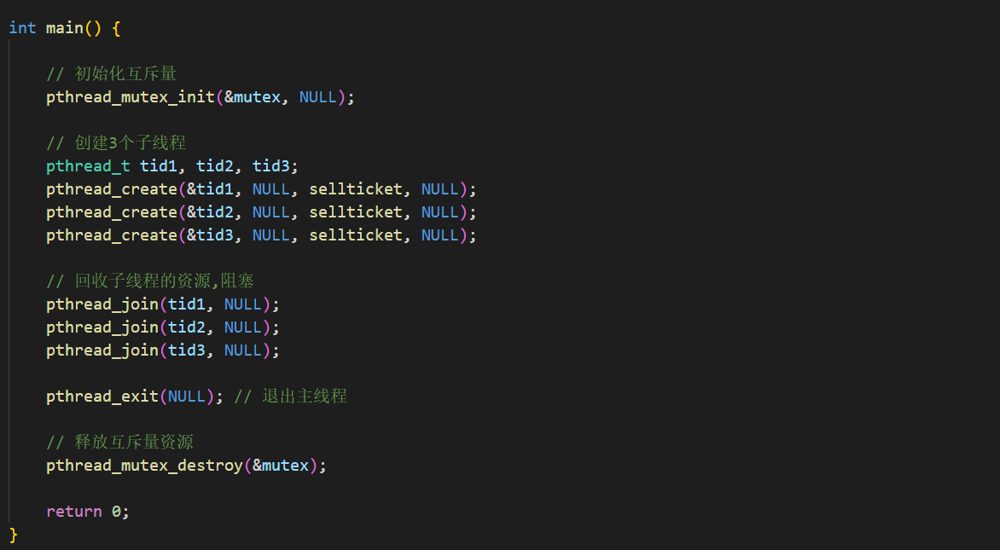 int main() {
// 初始化互斥量
pthread_mutex_init(&mutex, NULL);
// 创建3个子线程
pthread_t tid1, tid2, tid3;
pthread_create(&tid1, NULL, sellticket, NULL);
pthread_create(&tid2, NULL, sellticket, NULL);
pthread_create(&tid3, NULL, sellticket, NULL);
// 回收子线程的资源,阻塞
pthread_join(tid1, NULL);
pthread_join(tid2, NULL);
pthread_join(tid3, NULL);
pthread_exit(NULL); // 退出主线程
// 释放互斥量资源
pthread_mutex_destroy(&mutex);
return 0;
}